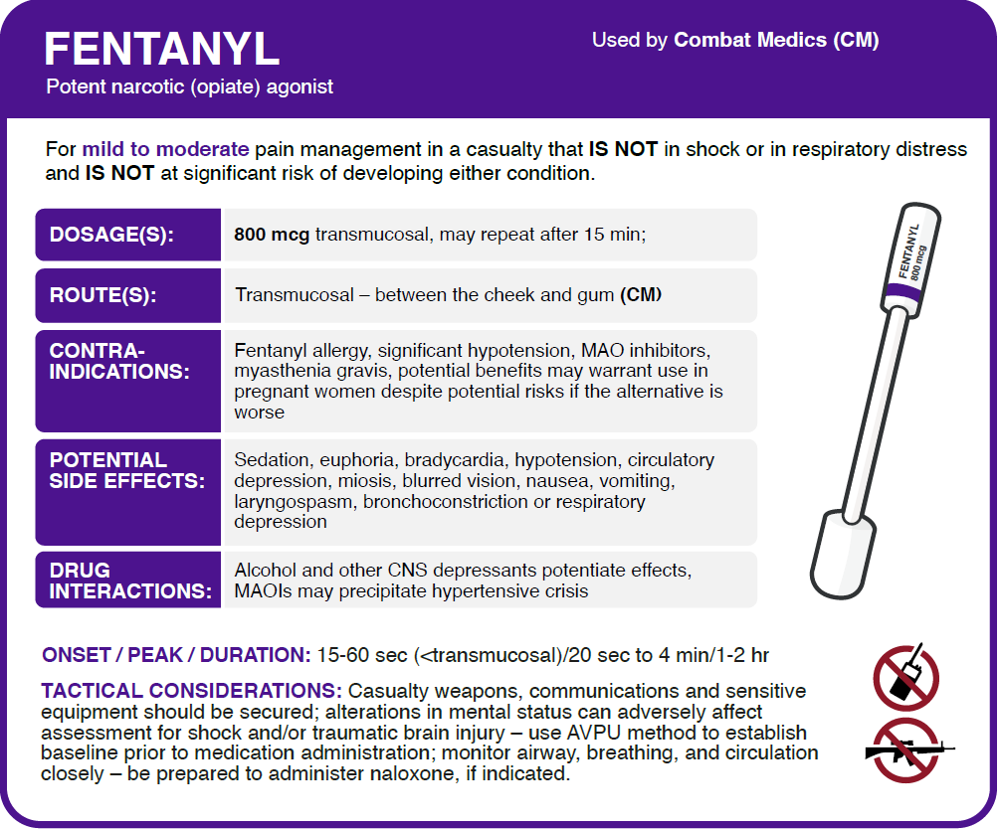 FENTANYL
Used by Combat Medics (CM)
Potent narcotic (opiate) agonist
For mild to moderate pain management in a casualty that IS NOT in shock or in respiratory distress
and IS NOT at significant risk of developing either condition.
DOSAGE(S):
800 mcg transmucosal, may repeat after 15 min;
ROUTE(S):
Transmucosal – between the cheek and gum (CM)
CONTRA-
INDICATIONS:
Fentanyl allergy, significant hypotension, MAO inhibitors,
myasthenia gravis, potential benefits may warrant use in
pregnant women despite potential risks if the alternative is
worse
POTENTIAL
SIDE EFFECTS:
Sedation, euphoria, bradycardia, hypotension, circulatory
depression, miosis, blurred vision, nausea, vomiting,
laryngospasm, bronchoconstriction or respiratory
depression
DRUG
INTERACTIONS:
Alcohol and other CNS depressants potentiate effects,
MAOIs may precipitate hypertensive crisis
FENTANYL
800 mcg
ONSET / PEAK / DURATION: 15-60 sec (<transmucosal)/20 sec to 4 min/1-2 hr
TACTICAL CONSIDERATIONS: Casualty weapons, communications and sensitive
equipment should be secured; alterations in mental status can adversely affect
assessment for shock and/or traumatic brain injury – use AVPU method to establish
baseline prior to medication administration; monitor airway, breathing, and circulation
closely – be prepared to administer naloxone, if indicated.